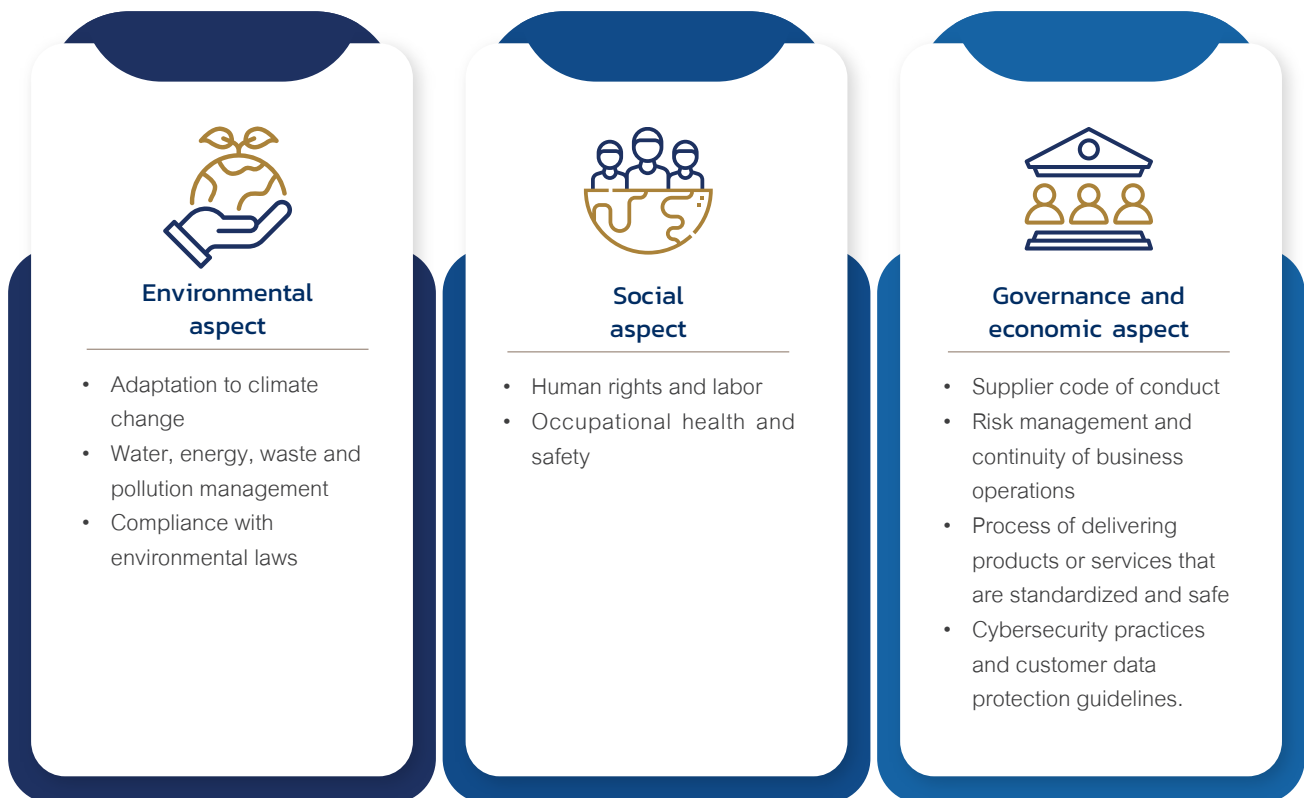 Environmental
aspect
• Adaptation to climate
change
• Water, energy, waste and
pollution management
• Compliance with
environmental laws
Social
aspect
• Human rights and labor
• Occupational health and
safety
Governance and
economic aspect
• Supplier code of conduct
• Risk management and
continuity of business
operations
• Process of delivering
products or services that
are standardized and safe
• Cybersecurity practices
and customer data
protection guidelines.